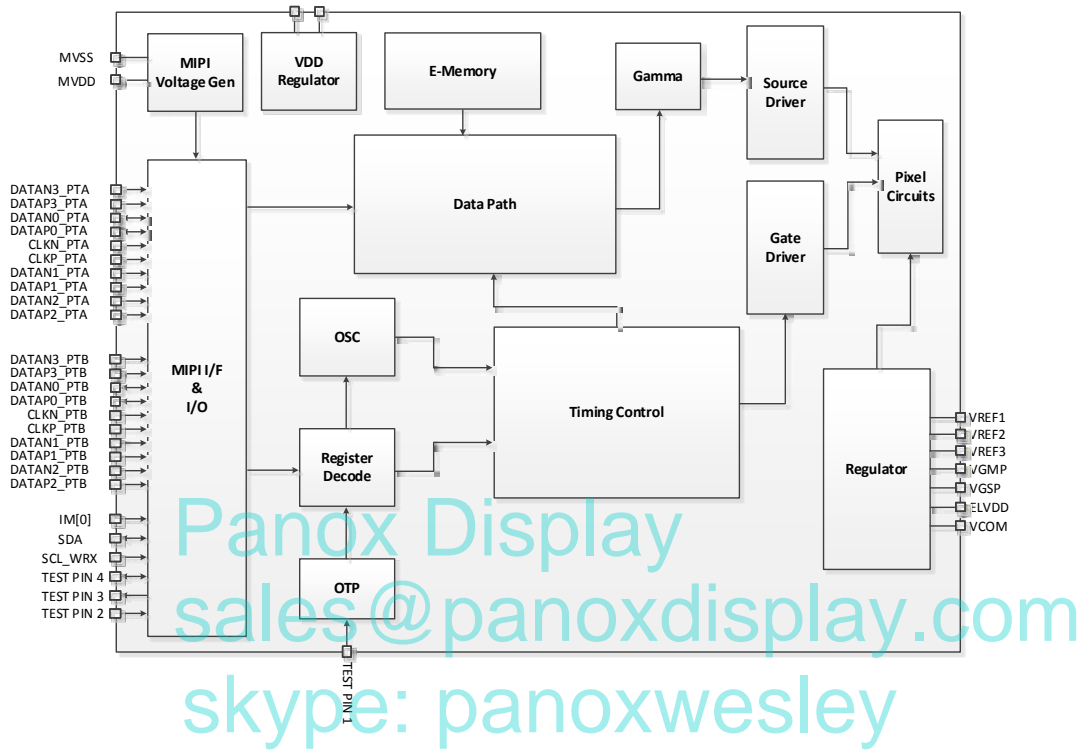 MVSS
MVDD
MIPI
Voltage Gen
VDD
Regulator
E-Memory
Gamma
Source
Driver
Pixel
Circuits
Data Path
Gate
Driver
DATAN3_PTA
DATAP3_PTA
DATAN0_PTA
DATAP0_PTA
CLKN_PTA
CLKP_PTA
DATAN1_PTA
DATAP1_PTA
DATAN2_PTA
DATAP2_PTA
DATAN3_PTB
DATAP3_PTB
DATAN0_PTB
DATAP0_PTB
CLKN_PTB
CLKP_PTB
DATAN1_PTB
DATAP1_PTB
DATAN2_PTB
DATAP2_PTB
IM[0]
SDA
SCL_WRX
TEST PIN 4
TEST PIN 3
TEST PIN 2
MIPI I/F
&
I/O
OSC
Register
Decode
OTP
TEST PIN 1
Timing Control
Regulator
VREF1
VREF2
VREF3
VGMP
VGSP
ELVDD
VCOM
Panox Display
sales@panoxdisplay.com
skype: panoxwesley